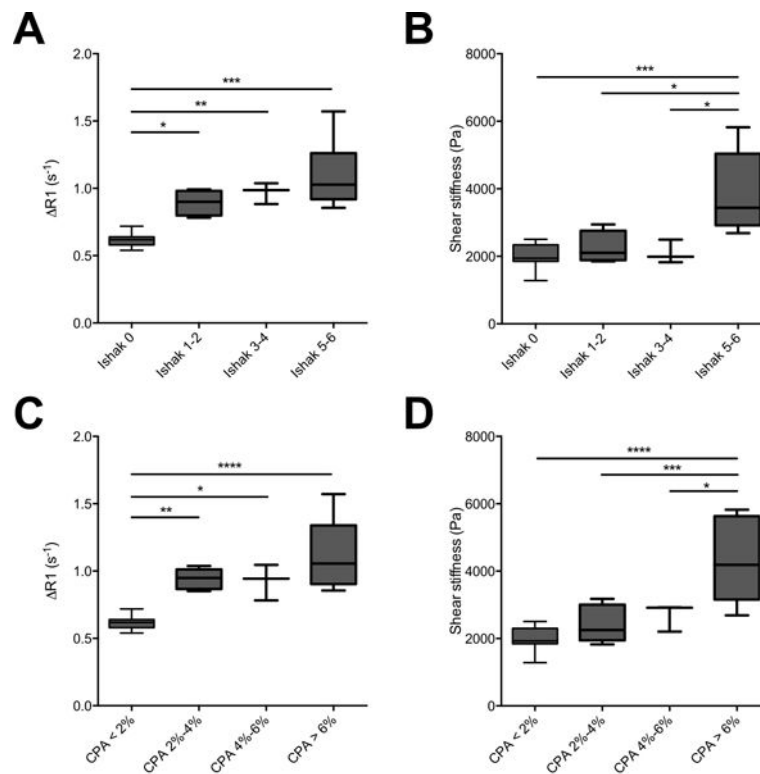 A
2.0
1.5
1.0
0.5
0.0
ΔR1 (s⁻¹)
***
**
*
Ishak 0
Ishak 1-2
Ishak 3-4
Ishak 5-6
B
8000
6000
4000
2000
0
Shear stiffness (Pa)
***
*
*
Ishak 0
Ishak 1-2
Ishak 3-4
Ishak 5-6
C
2.0
1.5
1.0
0.5
0.0
ΔR1 (s⁻¹)
****
*
**
CPA < 2%
CPA 2%-4%
CPA 4%-6%
CPA > 6%
D
8000
6000
4000
2000
0
Shear stiffness (Pa)
****
***
*
CPA < 2%
CPA 2%-4%
CPA 4%-6%
CPA > 6%